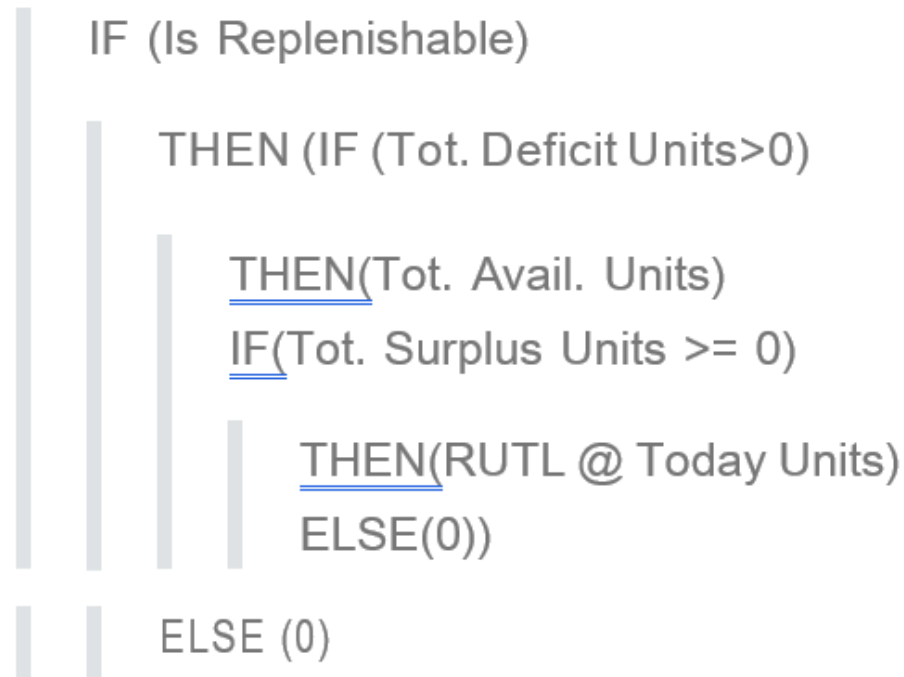 IF (Is Replenishable)
THEN (IF (Tot. Deficit Units>0)
THEN(Tot. Avail. Units)
IF(Tot. Surplus Units >= 0)
THEN(RUTL @ Today Units)
ELSE(0))
ELSE (0)